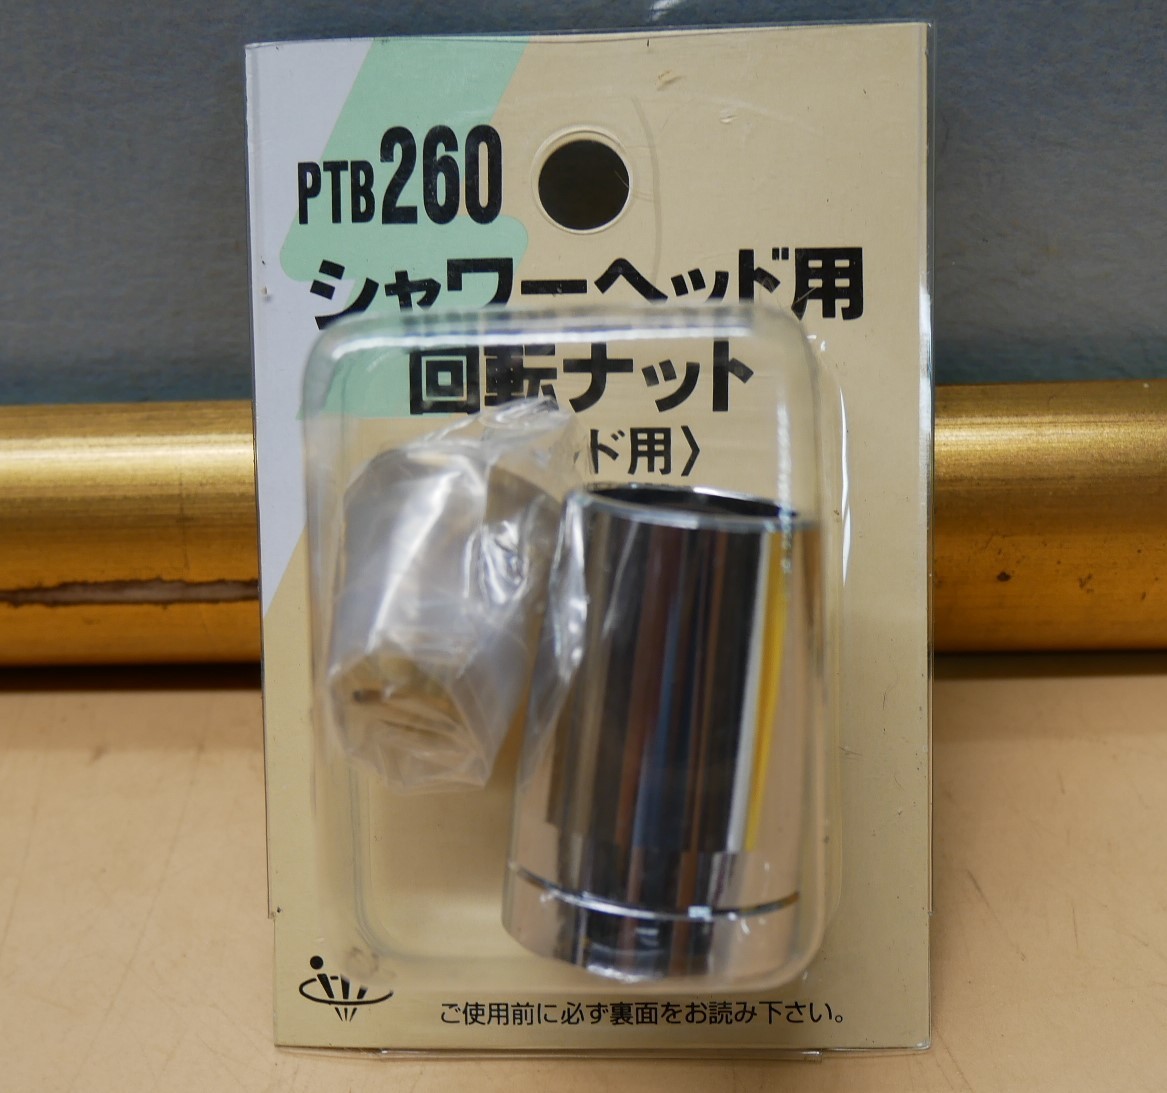 PTB260
シャワーヘッド用
回転ナット
ド用〉
ご使用前に必ず裏面をお読み下さい。